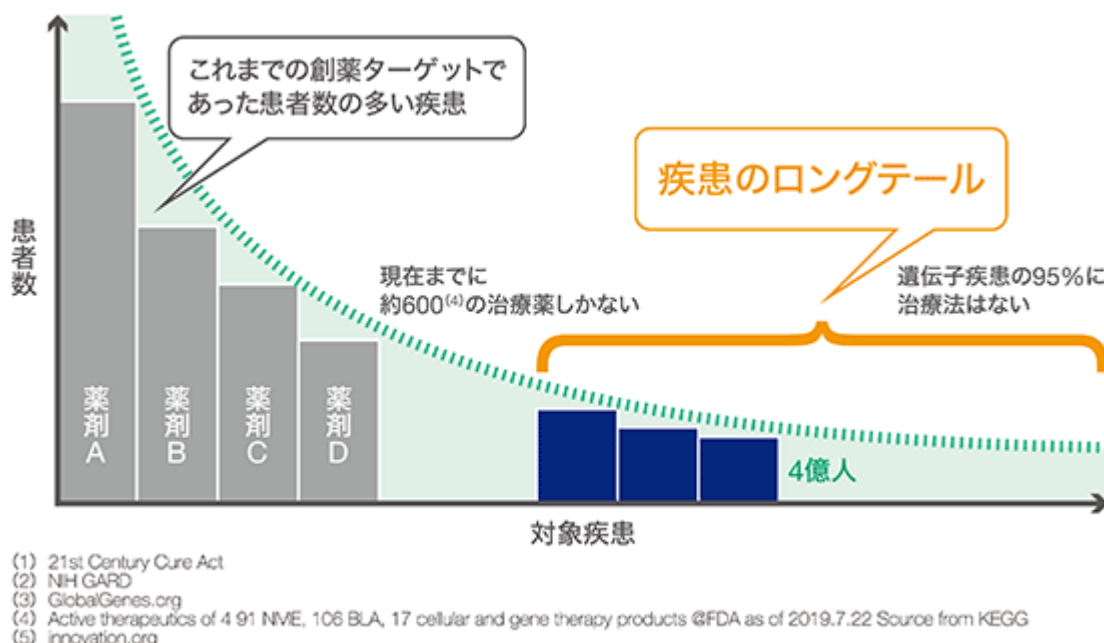 これまでの創薬ターゲットで
あった患者数の多い疾患
疾患のロングテール
患者数
現在までに
約600⁽⁴⁾の治療薬しかない
遺伝子疾患の95%に
治療法はない
薬剤A
薬剤B
薬剤C
薬剤D
4億人
対象疾患
(1) 21st Century Cure Act
(2) NIH GARD
(3) GlobalGenes.org
(4) Active therapeutics of 4 91 NME, 106 BLA, 17 cellular and gene therapy products @FDA as of 2019.7.22 Source from KEGG
(5) innovation.org